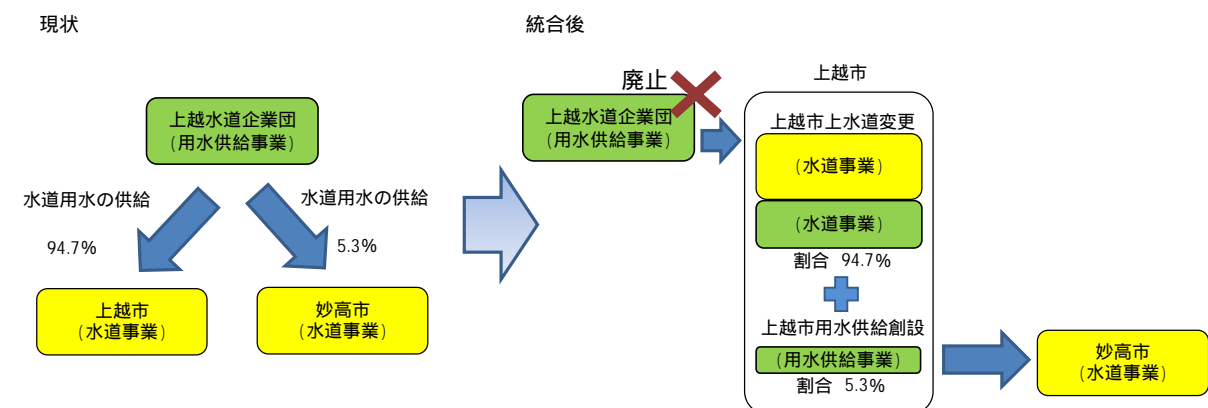 現状
上越水道企業団
(用水供給事業)
水道用水の供給
水道用水の供給
94.7%
5.3%
上越市
(水道事業)
妙高市
(水道事業)
統合後
廃止
上越水道企業団
(用水供給事業)
上越市
上越市上水道変更
(水道事業)
(水道事業)
割合 94.7%
上越市用水供給創設
(用水供給事業)
割合 5.3%
妙高市
(水道事業)